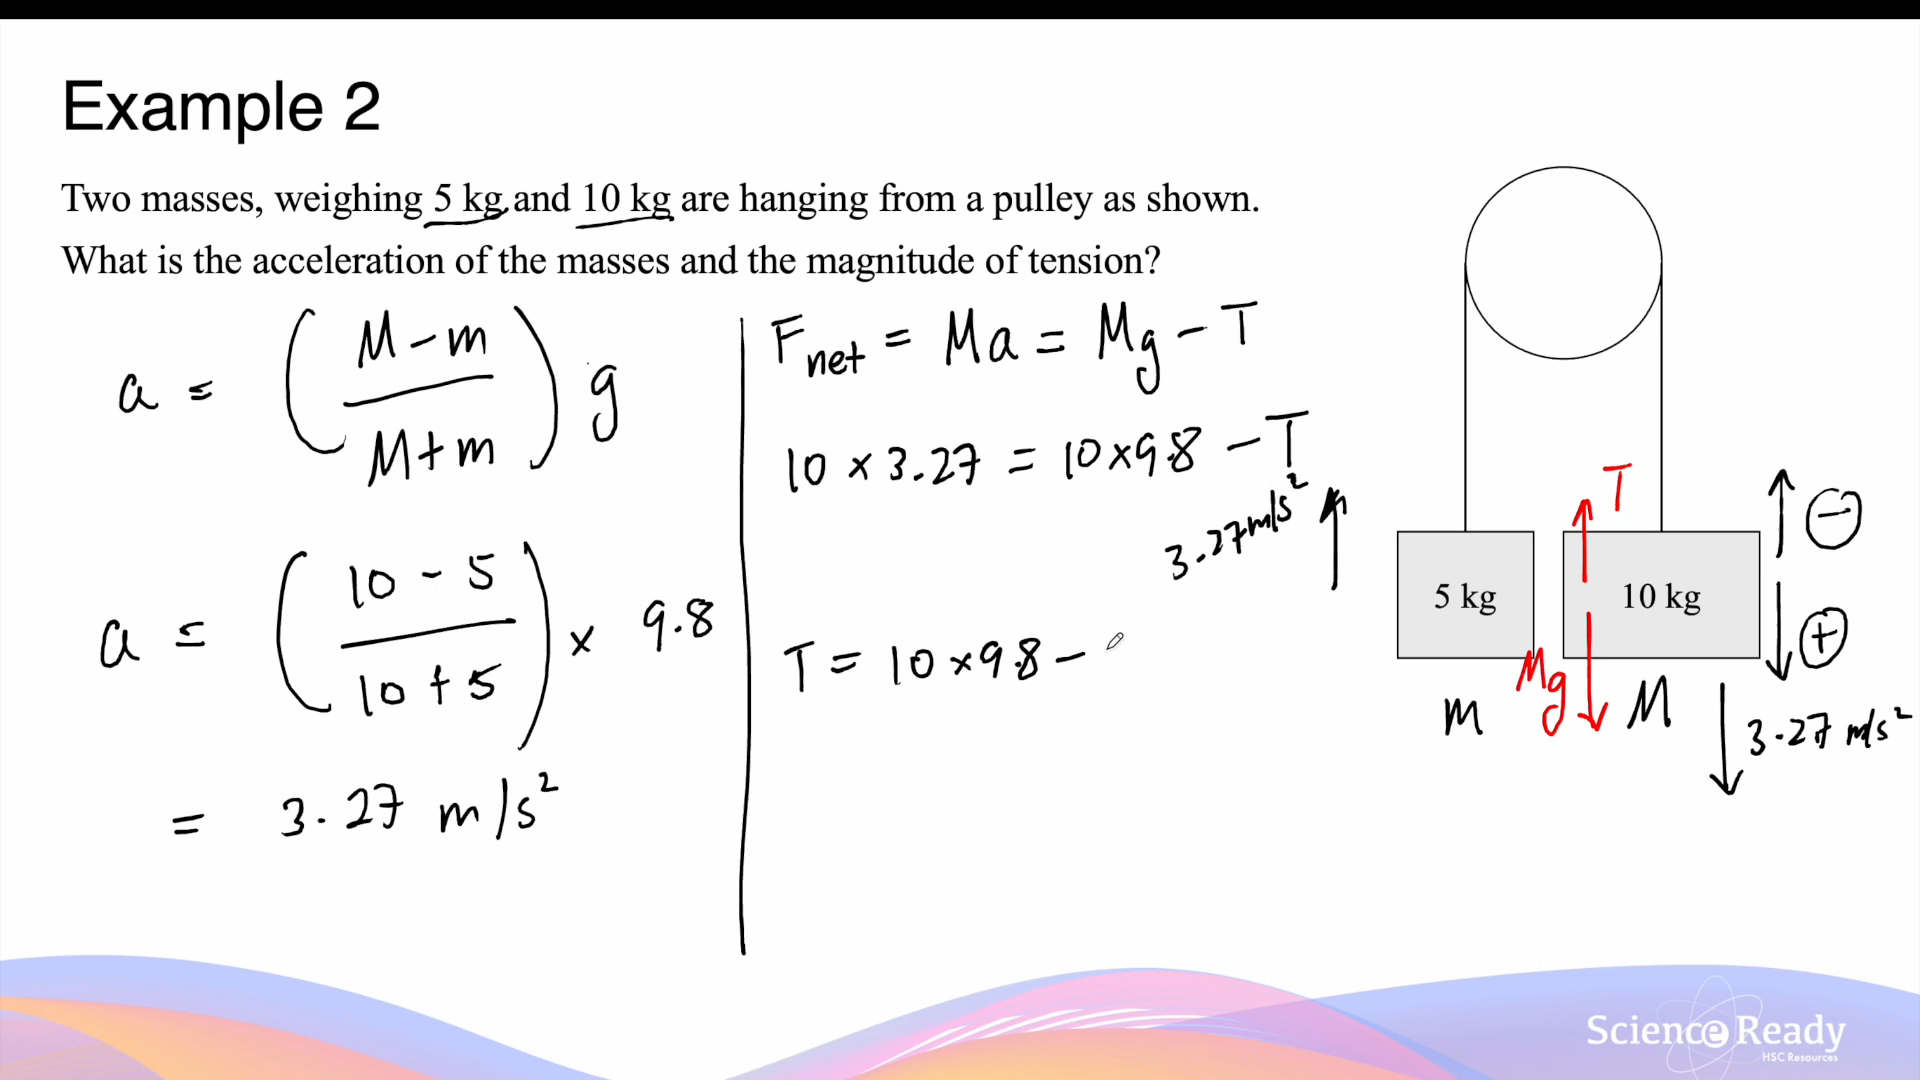 Example 2
Two masses, weighing 5 kg and 10 kg are hanging from a pulley as shown.
What is the acceleration of the masses and the magnitude of tension?
a = ( M - m / M + m ) g
a = ( 10 - 5 / 10 + 5 ) × 9.8
= 3.27 m/s²
Fnet = Ma = Mg - T
10 × 3.27 = 10×9.8 - T
T = 10×9.8 -
3.27 m/s²
T
−
5 kg
10 kg
+
m
Mg
M
3.27 m/s²
Science Ready
HSC Resources